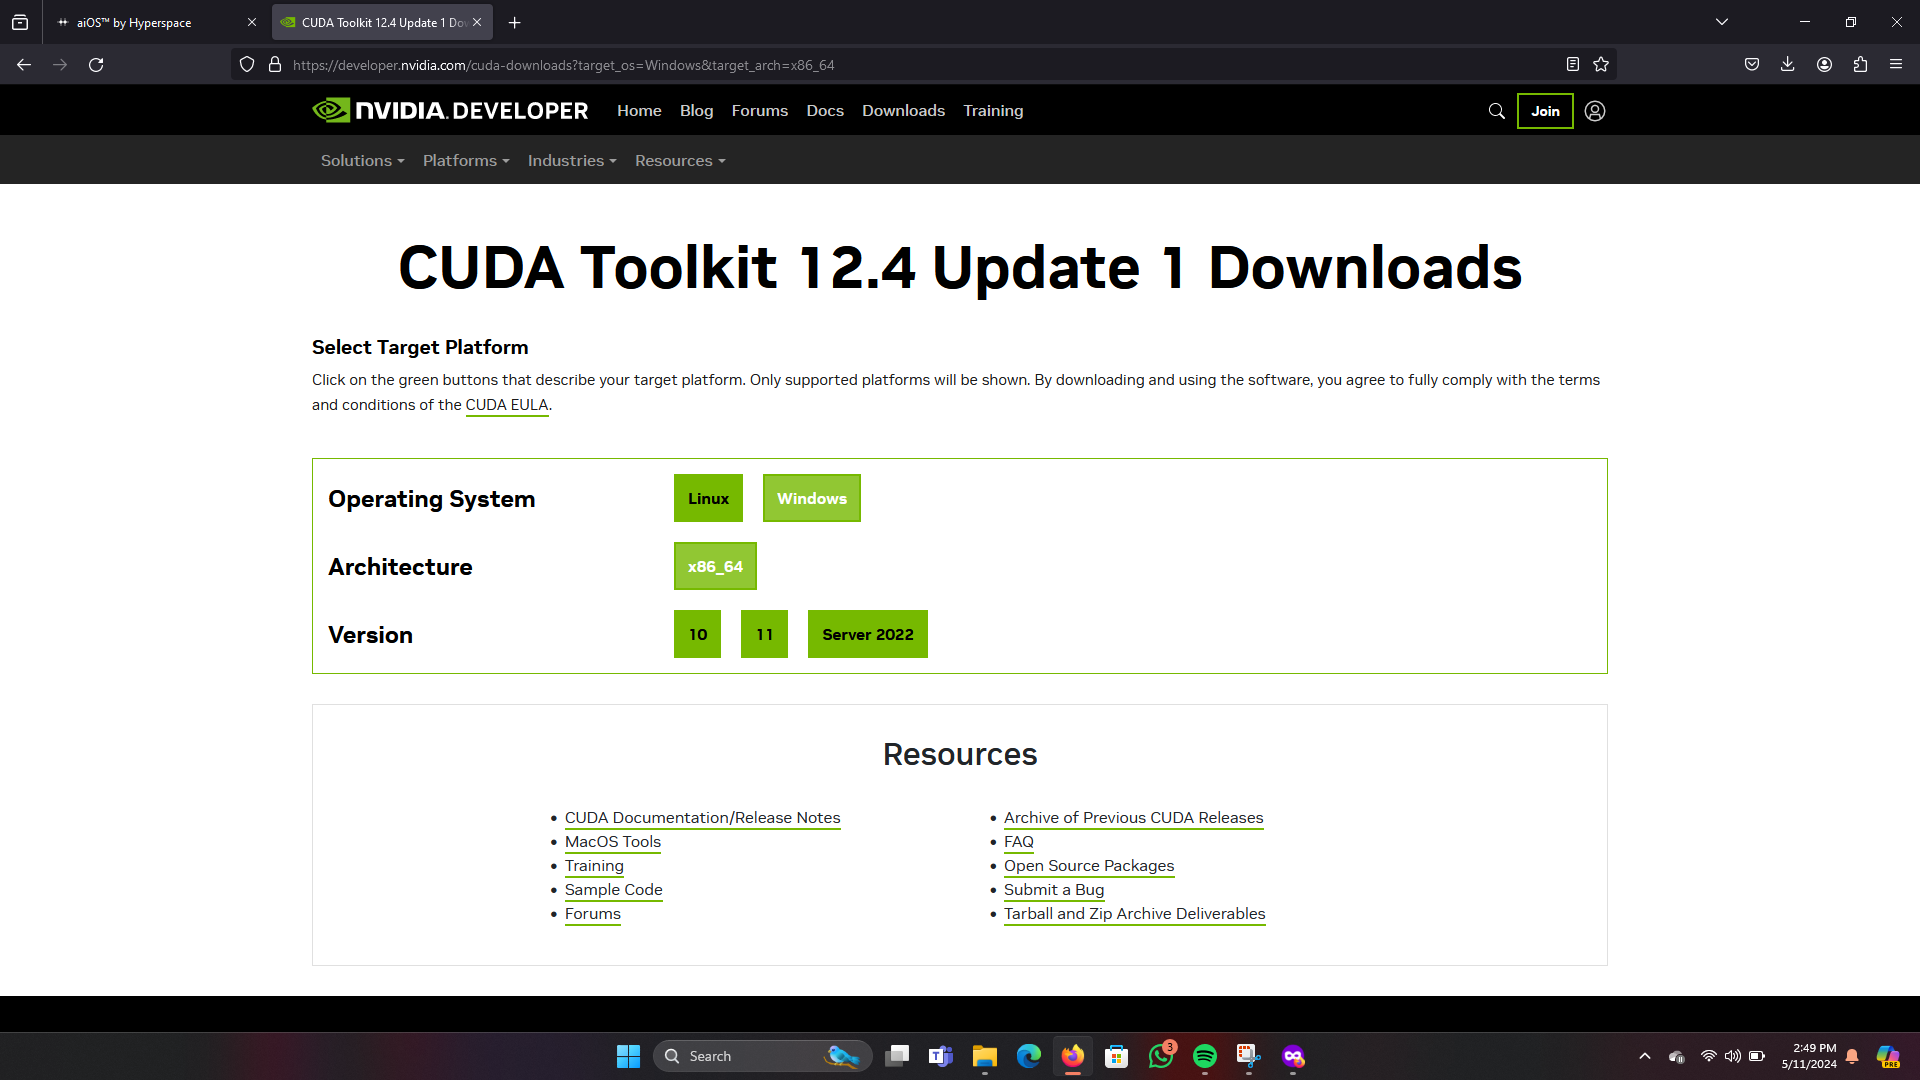 aiOS™ by Hyperspace
CUDA Toolkit 12.4 Update 1 Do
https://developer.nvidia.com/cuda-downloads?target_os=Windows&target_arch=x86_64
NVIDIA. DEVELOPER
Home Blog Forums Docs Downloads Training
Join
Solutions Platforms Industries Resources
CUDA Toolkit 12.4 Update 1 Downloads
Select Target Platform
Click on the green buttons that describe your target platform. Only supported platforms will be shown. By downloading and using the software, you agree to fully comply with the terms
and conditions of the CUDA EULA.
Operating System Linux Windows
Architecture x86_64
Version 10 11 Server 2022
Resources
CUDA Documentation/Release Notes
MacOS Tools
Training
Sample Code
Forums
Archive of Previous CUDA Releases
FAQ
Open Source Packages
Submit a Bug
Tarball and Zip Archive Deliverables
Search
3
2:49 PM
5/11/2024
PRE